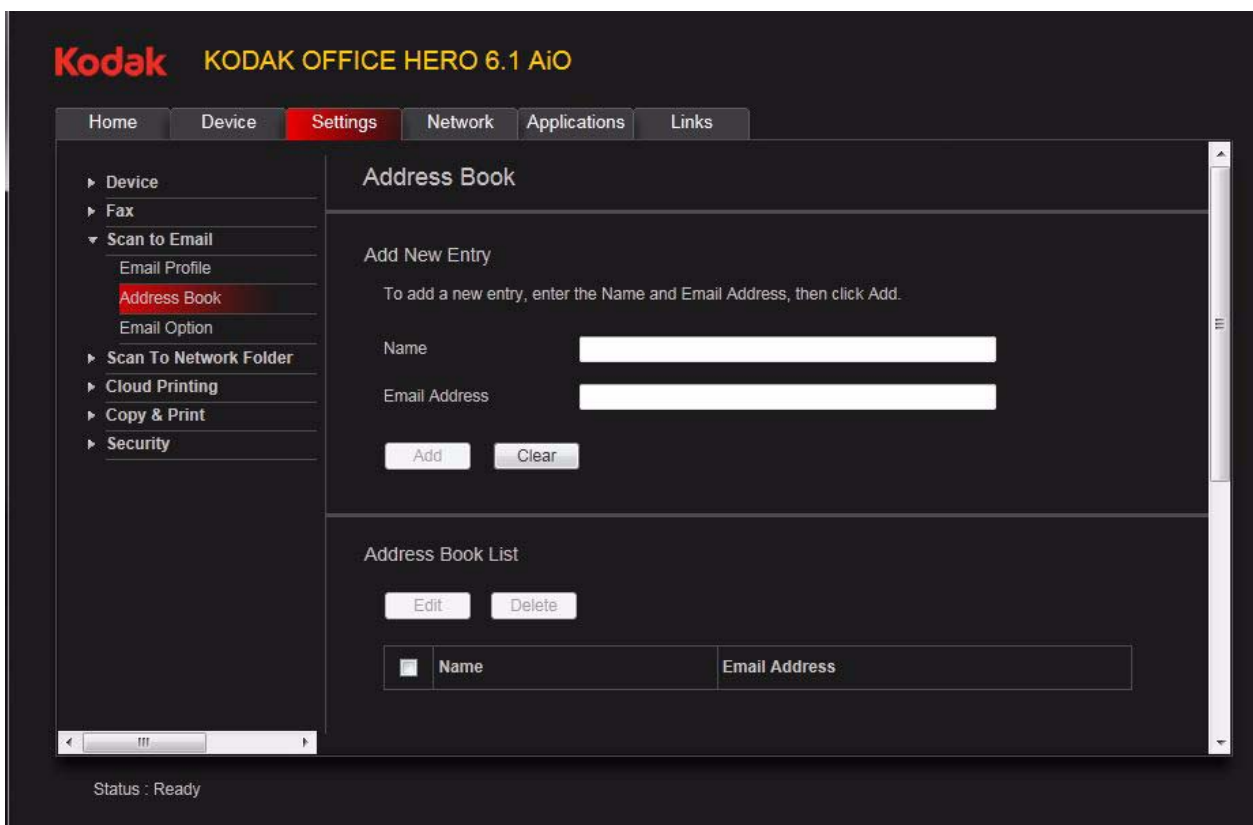 Kodak KODAK OFFICE HERO 6.1 AiO
Home Device Settings Network Applications Links
Device
Fax
Scan to Email
Email Profile
Address Book
Email Option
Scan To Network Folder
Cloud Printing
Copy & Print
Security
Address Book
Add New Entry
To add a new entry, enter the Name and Email Address, then click Add.
Name
Email Address
Add Clear
Address Book List
Edit Delete
Name Email Address
Status : Ready